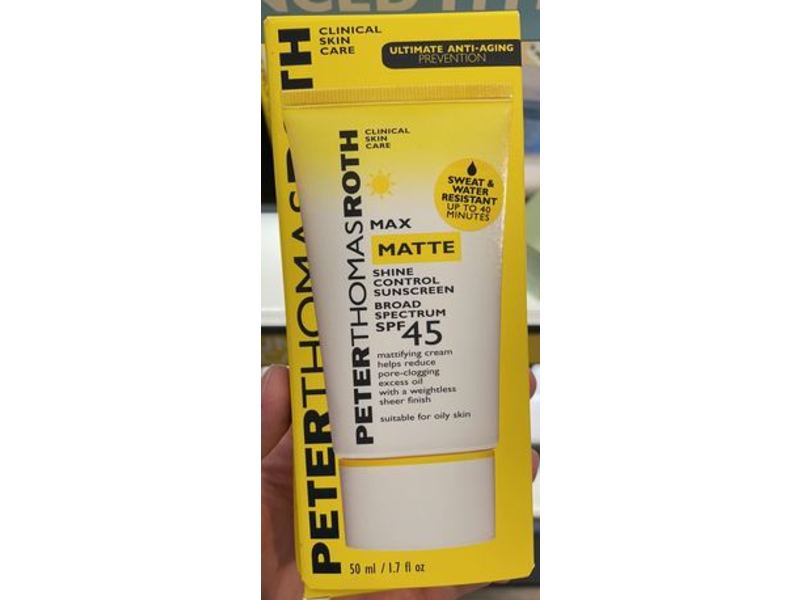 CLINICAL
SKIN
CARE
ULTIMATE ANTI-AGING
PREVENTION
PETERTHOMASROTH
CLINICAL
SKIN
CARE
PETERTHOMASROTH
SWEAT &
WATER
RESISTANT
UP TO 40
MINUTES
MAX
MATTE
SHINE
CONTROL
SUNSCREEN
BROAD
SPECTRUM
SPF 45
mattifying cream
helps reduce
pore-clogging
excess oil
with a weightless
sheer finish
suitable for oily skin
50 ml / 1.7 fl oz